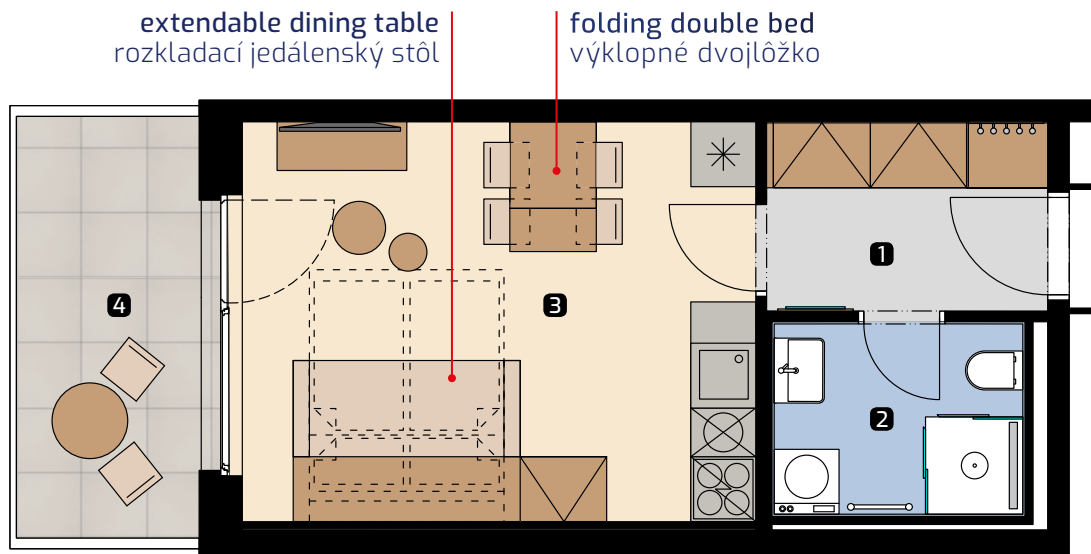 extendable dining table
rozkladací jedálenský stôl
folding double bed
výklopné dvojlôžko
1
2
3
4